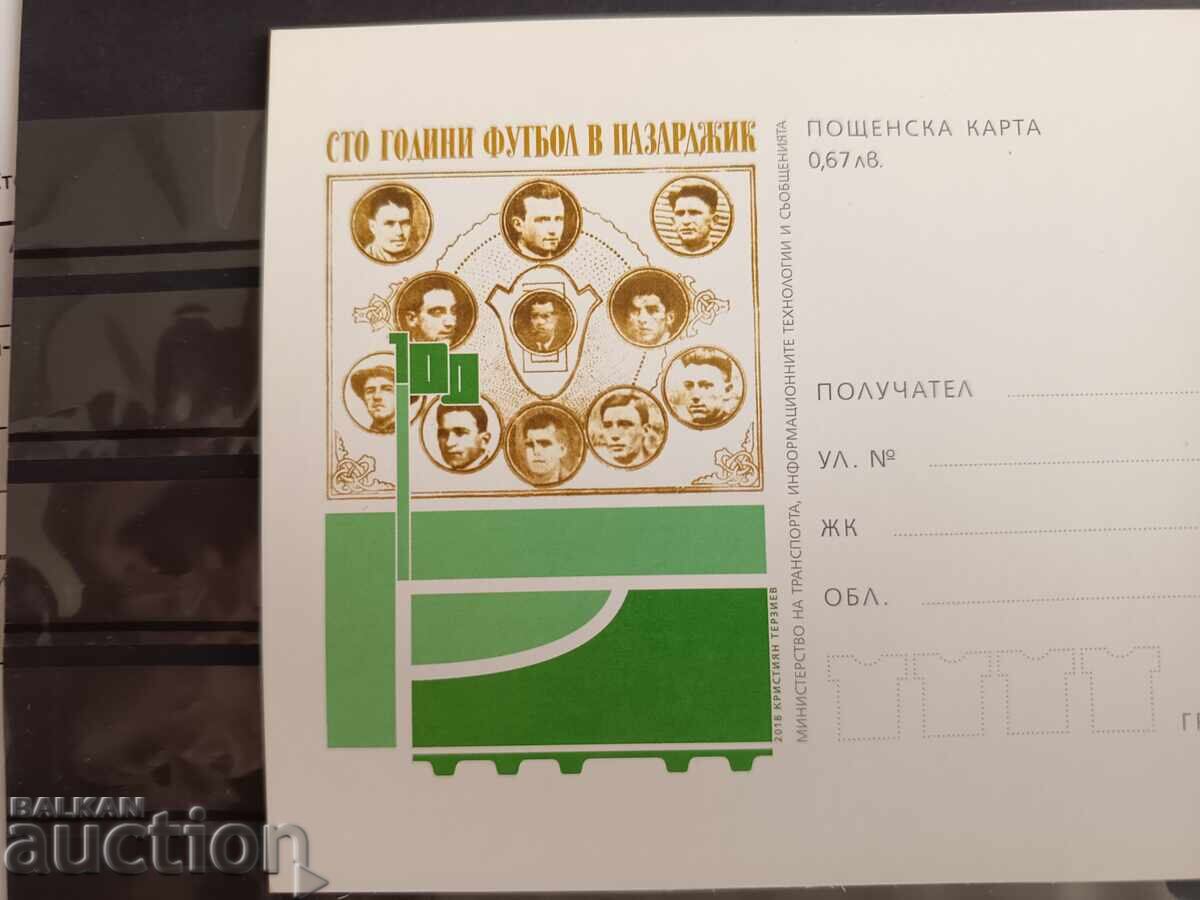 СТО ГОДИНИ ФУТБОЛ В ПАЗАРДЖИК
100
2018 КРИСТИЯН ТЕРЗИЕВ
МИНИСТЕРСТВО НА ТРАНСПОРТА, ИНФОРМАЦИОННИТЕ ТЕХНОЛОГИИ И СЪОБЩЕНИЯТА
ПОЩЕНСКА КАРТА
0,67 лв.
ПОЛУЧАТЕЛ
УЛ. №
ЖК
ОБЛ.
BALKAN
auction